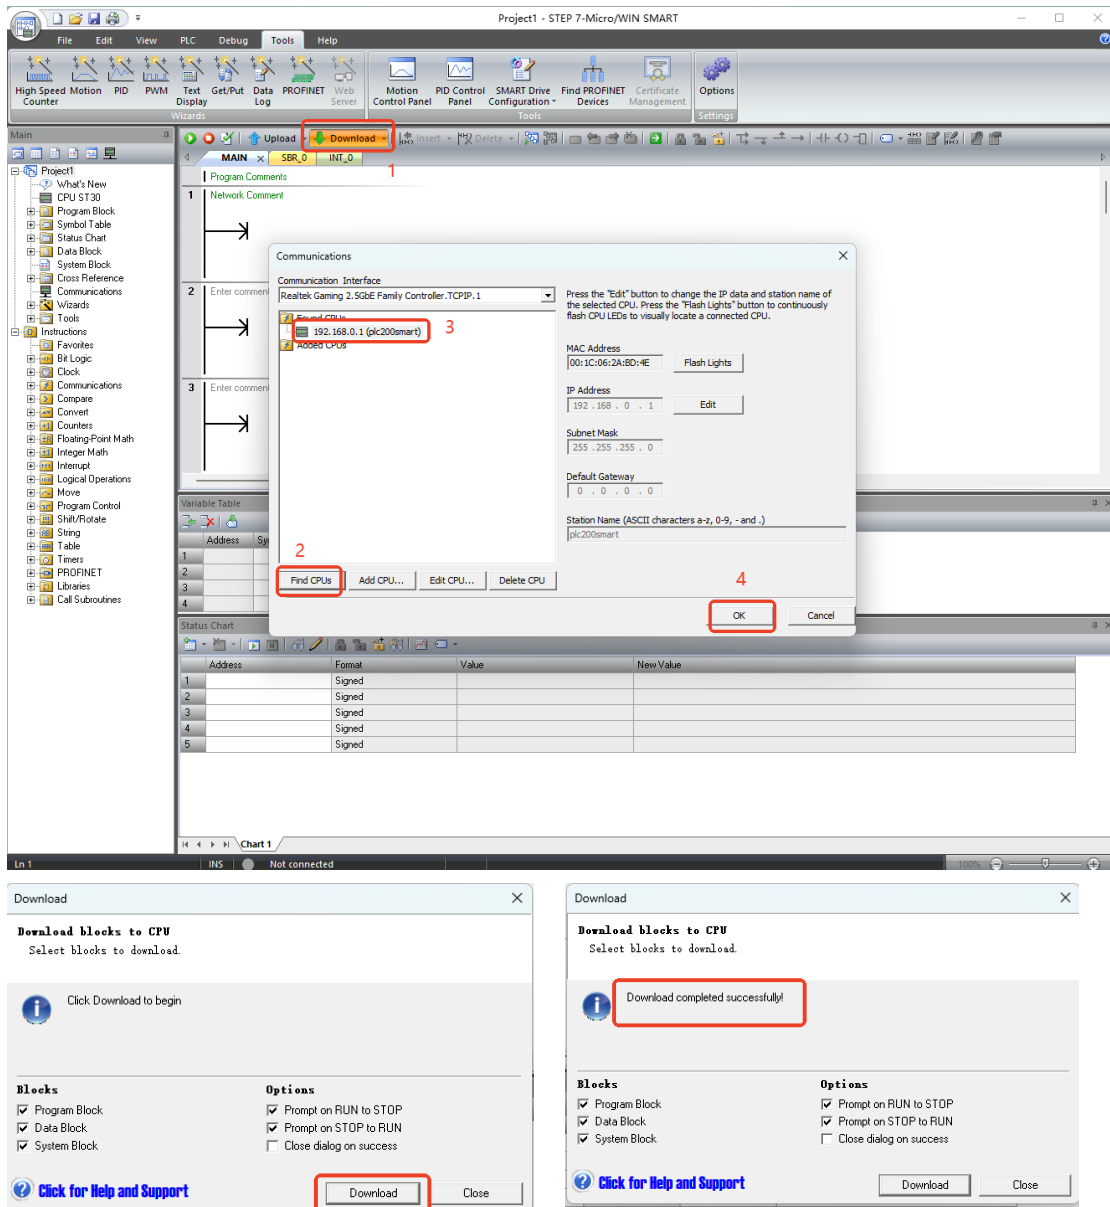 Project1 - STEP 7-Micro/WIN SMART
File Edit View PLC Debug Tools Help
High Speed Counter
Motion
PID
PWM
Text Display
Get/Put
Data Log
PROFINET
Web Server
Motion Control Panel
PID Control Panel
SMART Drive Configuration
Find PROFINET Devices
Certificate Management
Options
Wizards
Tools
Settings
Main
Upload Download Insert Delete
1
MAIN SBR_0 INT_0
Project1
What's New
CPU ST30
Program Block
Symbol Table
Status Chart
Data Block
System Block
Cross Reference
Communications
Wizards
Tools
Instructions
Favorites
Bit Logic
Clock
Communications
Compare
Convert
Counters
Floating-Point Math
Integer Math
Interrupt
Logical Operations
Move
Program Control
Shift/Rotate
String
Table
Timers
PROFINET
Libraries
Call Subroutines
Program Comments
1 Network Comment
2 Enter commen
3 Enter commen
Communications
Communication Interface
Realtek Gaming 2.5GbE Family Controller.TCPIP.1
Found CPUs
192.168.0.1 (plc200smart)
3
Added CPUs
Press the "Edit" button to change the IP data and station name of
the selected CPU. Press the "Flash Lights" button to continuously
flash CPU LEDs to visually locate a connected CPU.
MAC Address
00:1C:06:2A:BD:4E Flash Lights
IP Address
192 .168 . 0 . 1 Edit
Subnet Mask
255 .255 .255 . 0
Default Gateway
0 . 0 . 0 . 0
Station Name (ASCII characters a-z, 0-9, - and .)
plc200smart
2
Find CPUs Add CPU... Edit CPU... Delete CPU
4
OK Cancel
Variable Table
Address Sy
1
2
3
4
Status Chart
Address Format Value New Value
1 Signed
2 Signed
3 Signed
4 Signed
5 Signed
Chart 1
Ln 1 INS Not connected 100%
Download
Download blocks to CPU
Select blocks to download.
Click Download to begin
Blocks Options
Program Block Prompt on RUN to STOP
Data Block Prompt on STOP to RUN
System Block Close dialog on success
Click for Help and Support Download Close
Download
Download blocks to CPU
Select blocks to download.
Download completed successfully!
Blocks Options
Program Block Prompt on RUN to STOP
Data Block Prompt on STOP to RUN
System Block Close dialog on success
Click for Help and Support Download Close